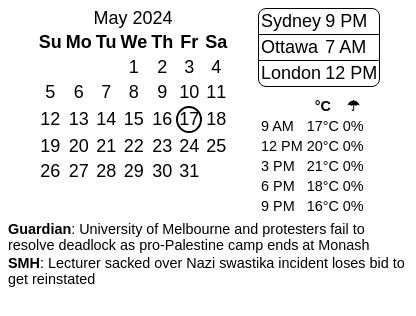 May 2024
Su Mo Tu We Th Fr Sa
1 2 3 4
5 6 7 8 9 10 11
12 13 14 15 16 17 18
19 20 21 22 23 24 25
26 27 28 29 30 31
Sydney 9 PM
Ottawa 7 AM
London 12 PM
°C ☂
9 AM 17°C 0%
12 PM 20°C 0%
3 PM 21°C 0%
6 PM 18°C 0%
9 PM 16°C 0%
Guardian: University of Melbourne and protesters fail to
resolve deadlock as pro-Palestine camp ends at Monash
SMH: Lecturer sacked over Nazi swastika incident loses bid to
get reinstated